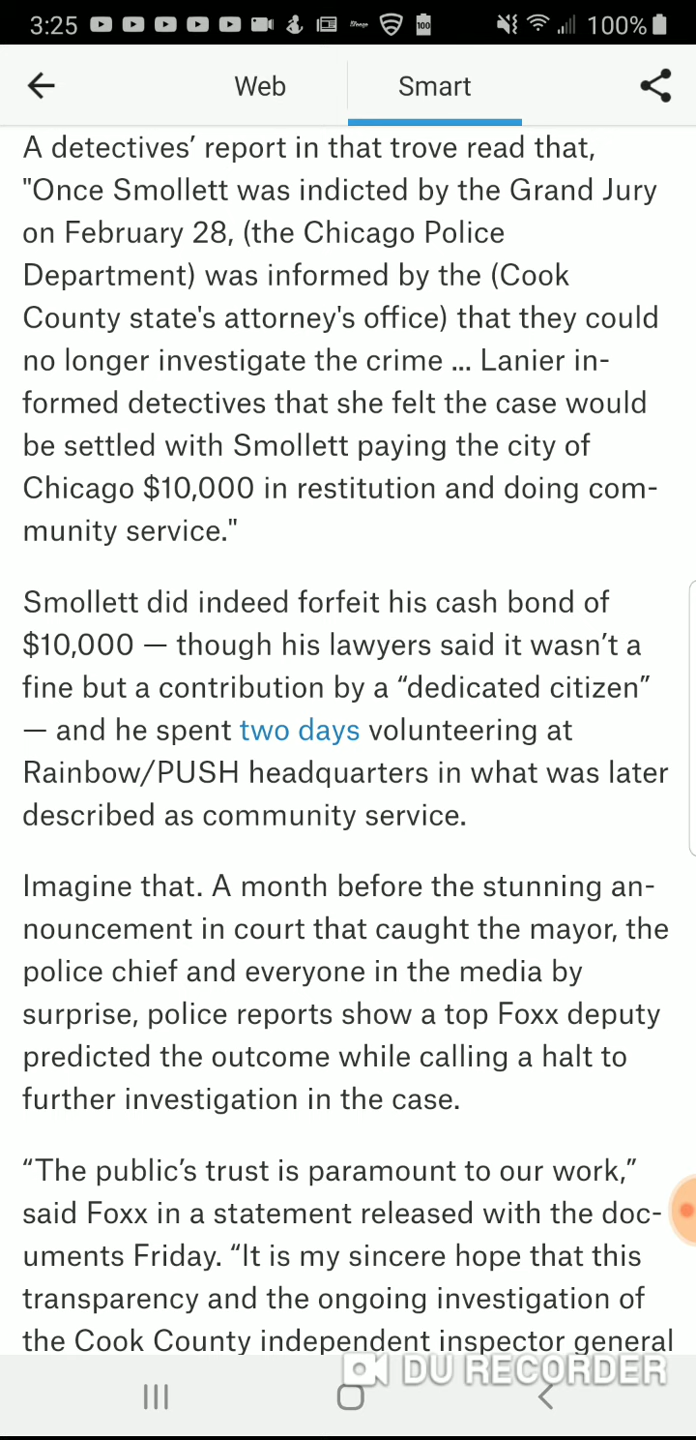 3:25
100
100%
Web
Smart
A detectives’ report in that trove read that,
"Once Smollett was indicted by the Grand Jury
on February 28, (the Chicago Police
Department) was informed by the (Cook
County state's attorney's office) that they could
no longer investigate the crime ... Lanier in-
formed detectives that she felt the case would
be settled with Smollett paying the city of
Chicago $10,000 in restitution and doing com-
munity service."
Smollett did indeed forfeit his cash bond of
$10,000 — though his lawyers said it wasn’t a
fine but a contribution by a “dedicated citizen”
— and he spent two days volunteering at
Rainbow/PUSH headquarters in what was later
described as community service.
Imagine that. A month before the stunning an-
nouncement in court that caught the mayor, the
police chief and everyone in the media by
surprise, police reports show a top Foxx deputy
predicted the outcome while calling a halt to
further investigation in the case.
“The public’s trust is paramount to our work,”
said Foxx in a statement released with the doc-
uments Friday. “It is my sincere hope that this
transparency and the ongoing investigation of
the Cook County independent inspector general
DU RECORDER